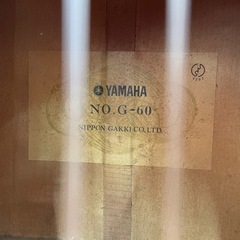 YAMAHA
NO. G-60
NIPPON GAKKI CO., LTD.